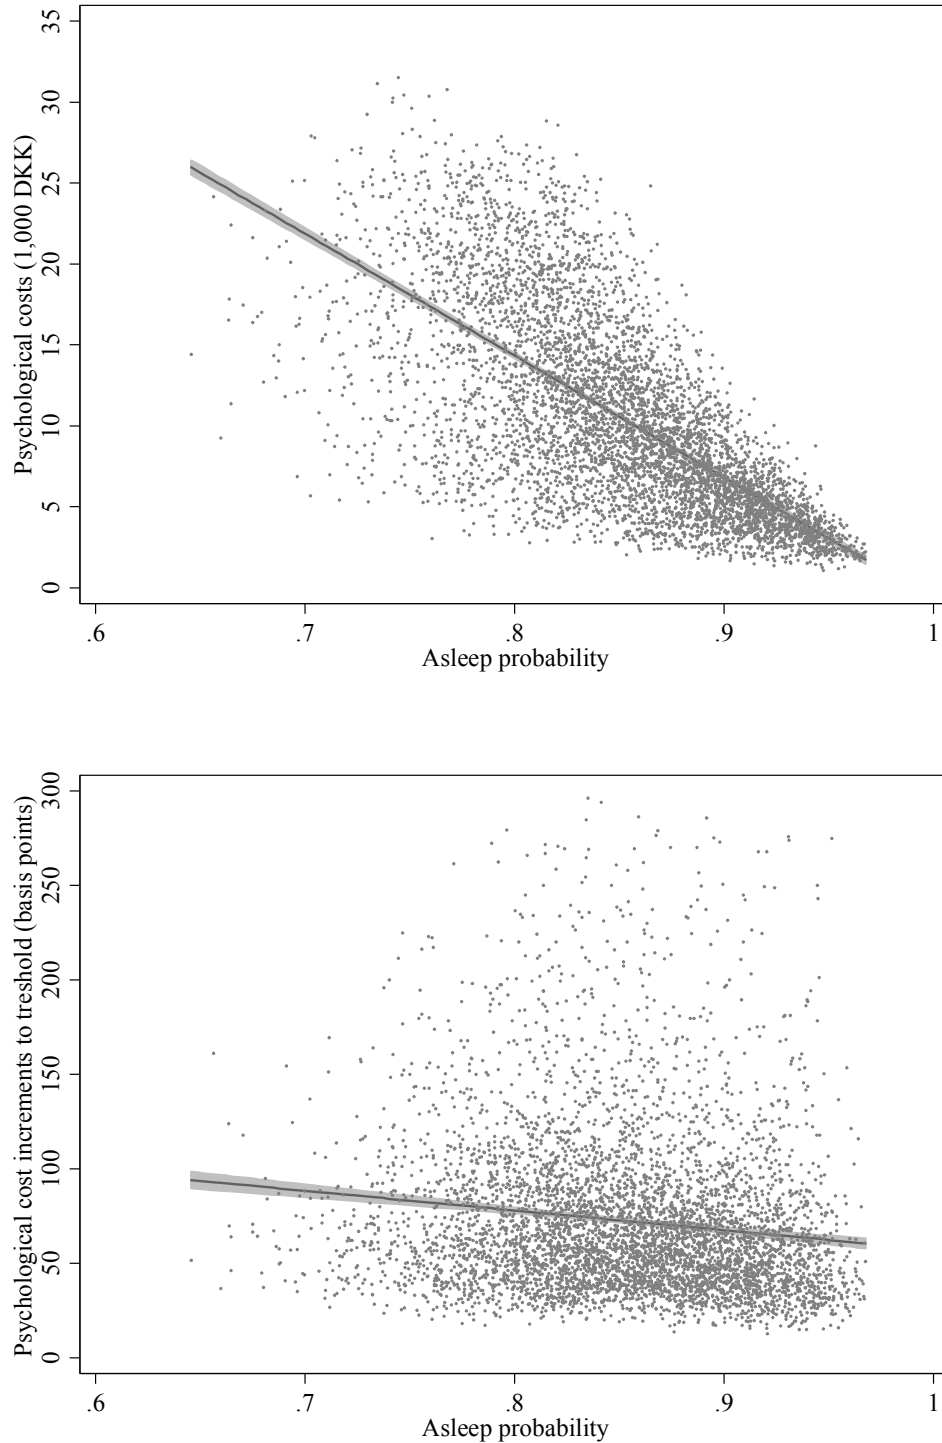 Psychological costs (1,000 DKK)
35
30
25
20
15
10
5
0
.6 .7 .8 .9 1
Asleep probability
Psychological cost increments to treshold (basis points)
300
250
200
150
100
50
0
.6 .7 .8 .9 1
Asleep probability